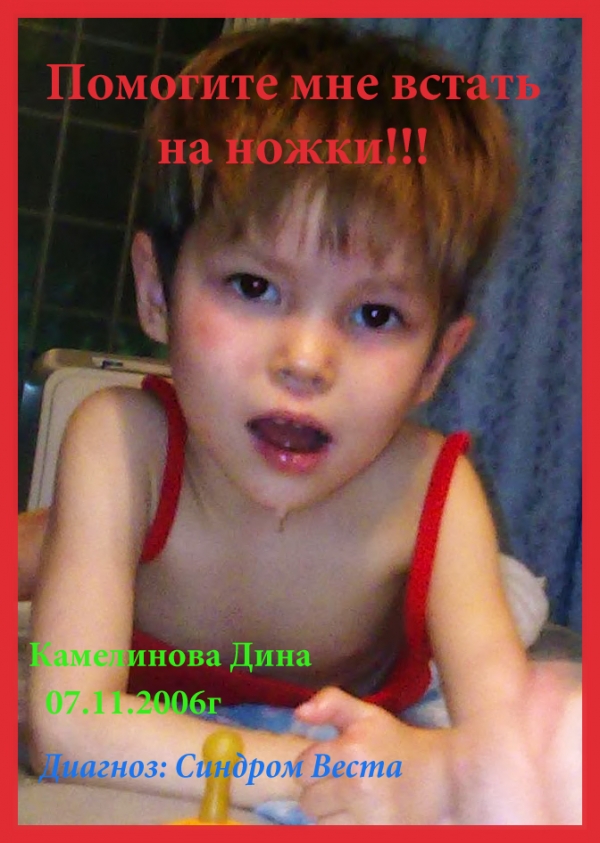 Помогите мне встать
на ножки!!!
Камелинова Дина
07.11.2006г
Диагноз: Синдром Веста